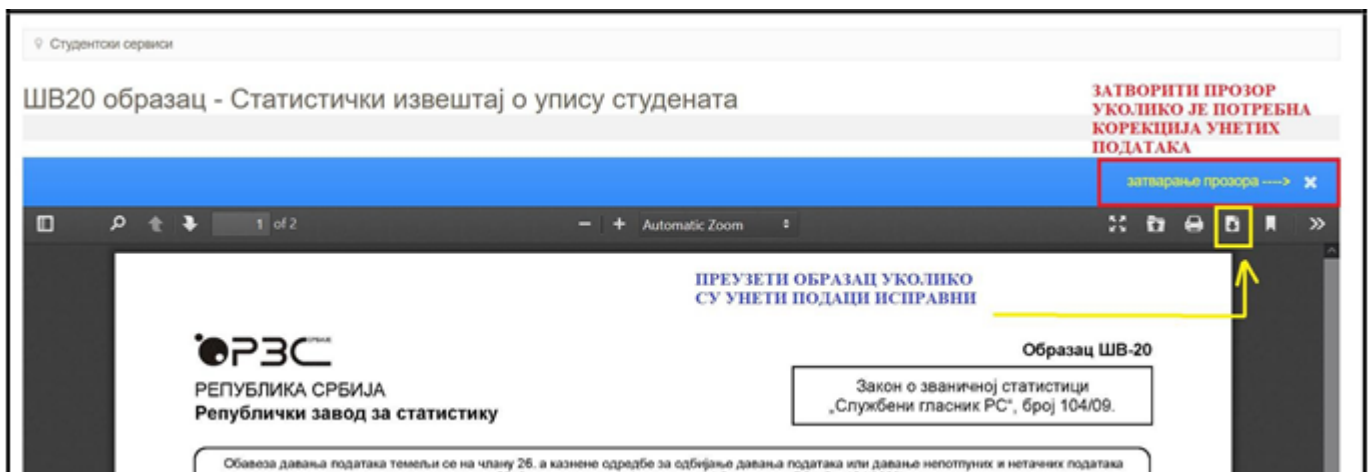 Студентски сервиси
ШВ20 образац - Статистички извештај о упису студената
ЗАТВОРИТИ ПРОЗОР
УКОЛИКО ЈЕ ПОТРЕБНА
КОРЕКЦИЈА УНЕТИХ
ПОДАТАКА
затварање прозора ---->
1 of 2
Automatic Zoom
ПРЕУЗЕТИ ОБРАЗАЦ УКОЛИКО
СУ УНЕТИ ПОДАЦИ ИСПРАВНИ
РЗС
Образац ШВ-20
РЕПУБЛИКА СРБИЈА
Републички завод за статистику
Закон о званичној статистици
„Службени гласник РС", број 104/09.
Обавеза давања података темељи се на члану 26. а казнене одредбе за одбијање давања података или давање непотпуних и нетачних података